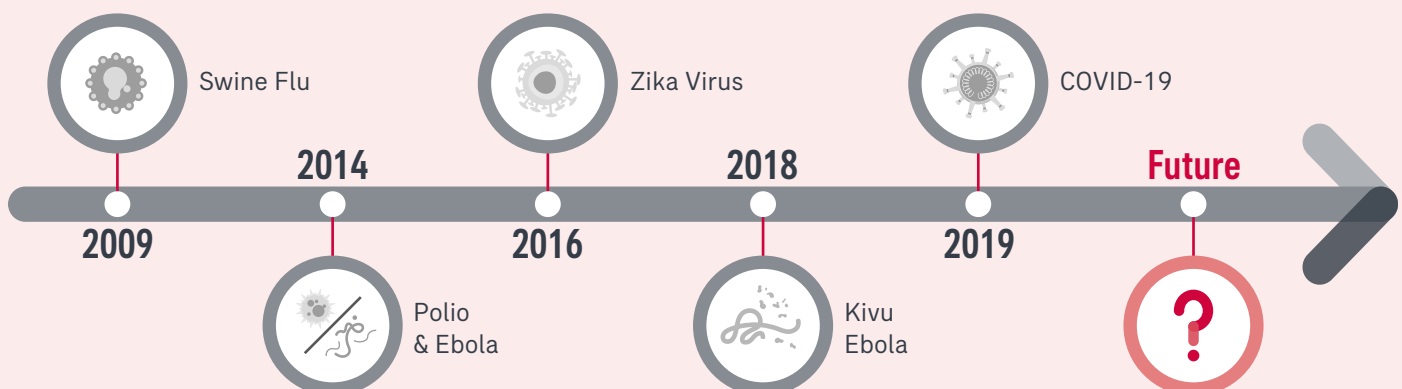 Swine Flu
Zika Virus
COVID-19
2014
2018
Future
2009
2016
2019
Polio
& Ebola
Kivu
Ebola
?